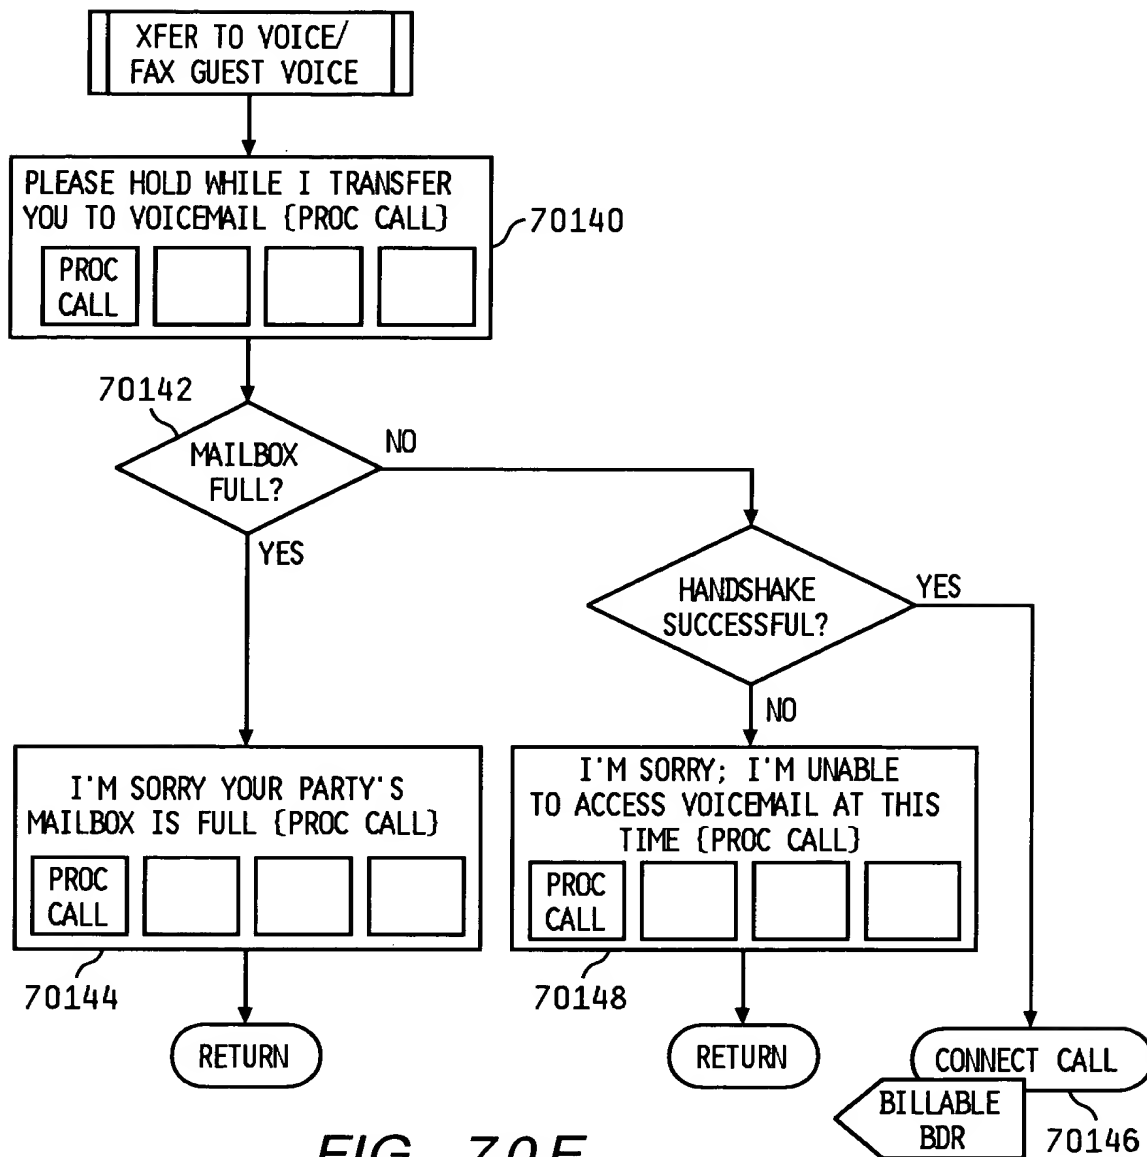 XFER TO VOICE/
FAX GUEST VOICE
PLEASE HOLD WHILE I TRANSFER
YOU TO VOICEMAIL {PROC CALL}
70140
PROC
CALL
70142
MAILBOX
FULL?
NO
YES
HANDSHAKE
SUCCESSFUL?
YES
NO
I'M SORRY YOUR PARTY'S
MAILBOX IS FULL {PROC CALL}
PROC
CALL
70144
RETURN
I'M SORRY; I'M UNABLE
TO ACCESS VOICEMAIL AT THIS
TIME {PROC CALL}
PROC
CALL
70148
RETURN
CONNECT CALL
BILLABLE
BDR
70146
FIG. 70E